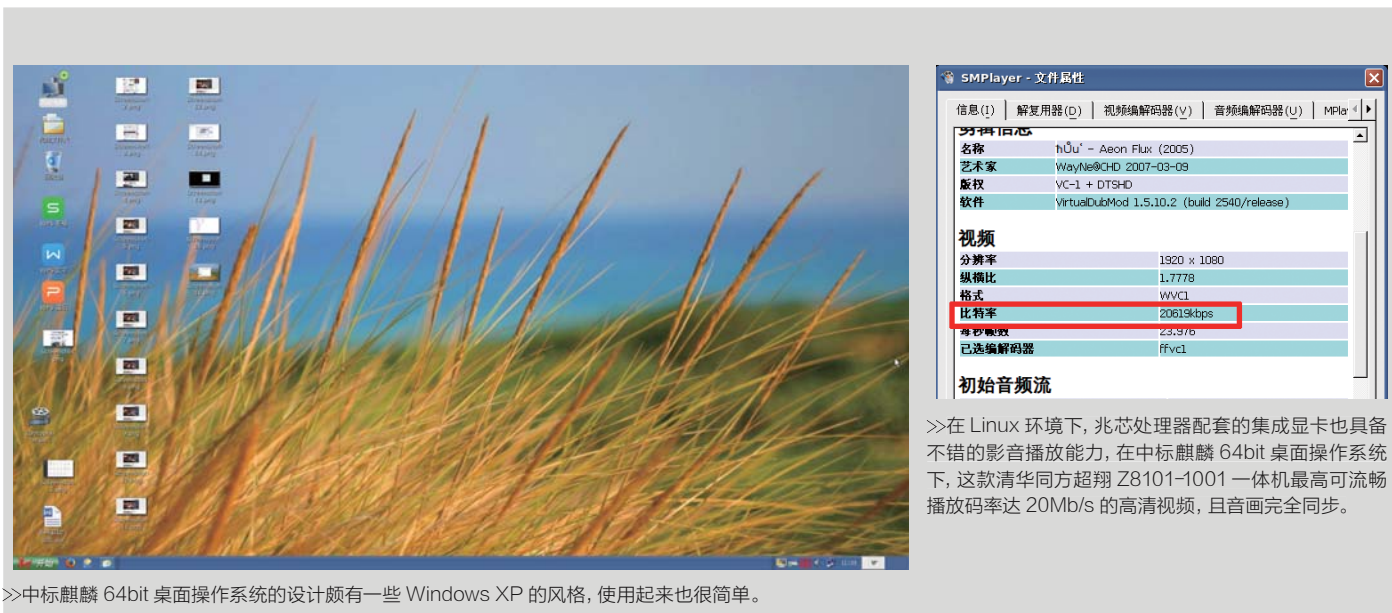 SMPlayer - 文件属性
信息(I) 解复用器(D) 视频编解码器(V) 音频编解码器(U) MPla
剪辑信息
名称 - Aeon Flux (2005)
艺术家 WayNe@CHD 2007-03-09
版权 VC-1 + DTSHD
软件 VirtualDubMod 1.5.10.2 (build 2540/release)
视频
分辨率 1920 x 1080
纵横比 1.7778
格式 WVC1
比特率 20619kbps
每秒帧数 23.976
已选编解码器 ffvc1
初始音频流
>>在 Linux 环境下, 兆芯处理器配套的集成显卡也具备
不错的影音播放能力, 在中标麒麟 64bit 桌面操作系统
下, 这款清华同方超翔 Z8101-1001 一体机最高可流畅
播放码率达 20Mb/s 的高清视频, 且音画完全同步。
>>中标麒麟 64bit 桌面操作系统的设计颇有一些 Windows XP 的风格, 使用起来也很简单。